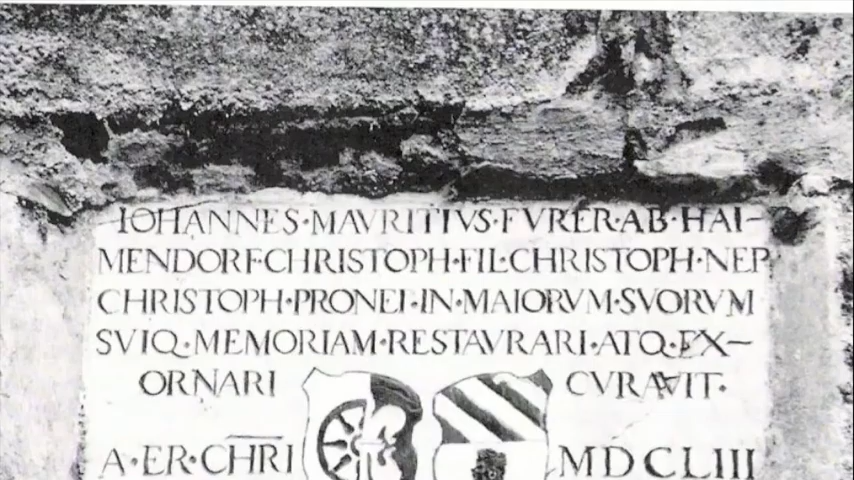 IOHANNES·MAVRITIVS·FVRER·AB·HAI-
MENDORF·CHRISTOPH·FIL·CHRISTOPH·NEP
CHRISTOPH·PRONEP·IN·MAIORVM·SVORVM
SVIQ·MEMORIAM·RESTAVRARI·ATQ·EX-
ORNARI CVRAVIT·
A·ER·CHRI MDCLIII